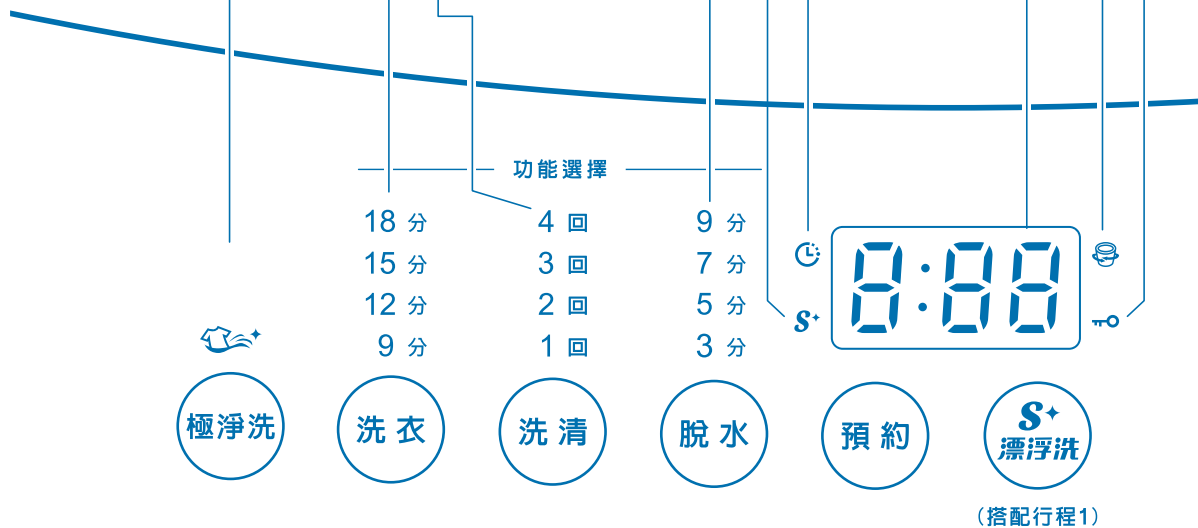 功能選擇
18 分 4 回 9 分
15 分 3 回 7 分
12 分 2 回 5 分
9 分 1 回 3 分
8:88
S
極淨洗
洗衣
洗清
脫水
預約
S
漂浮洗
(搭配行程1)